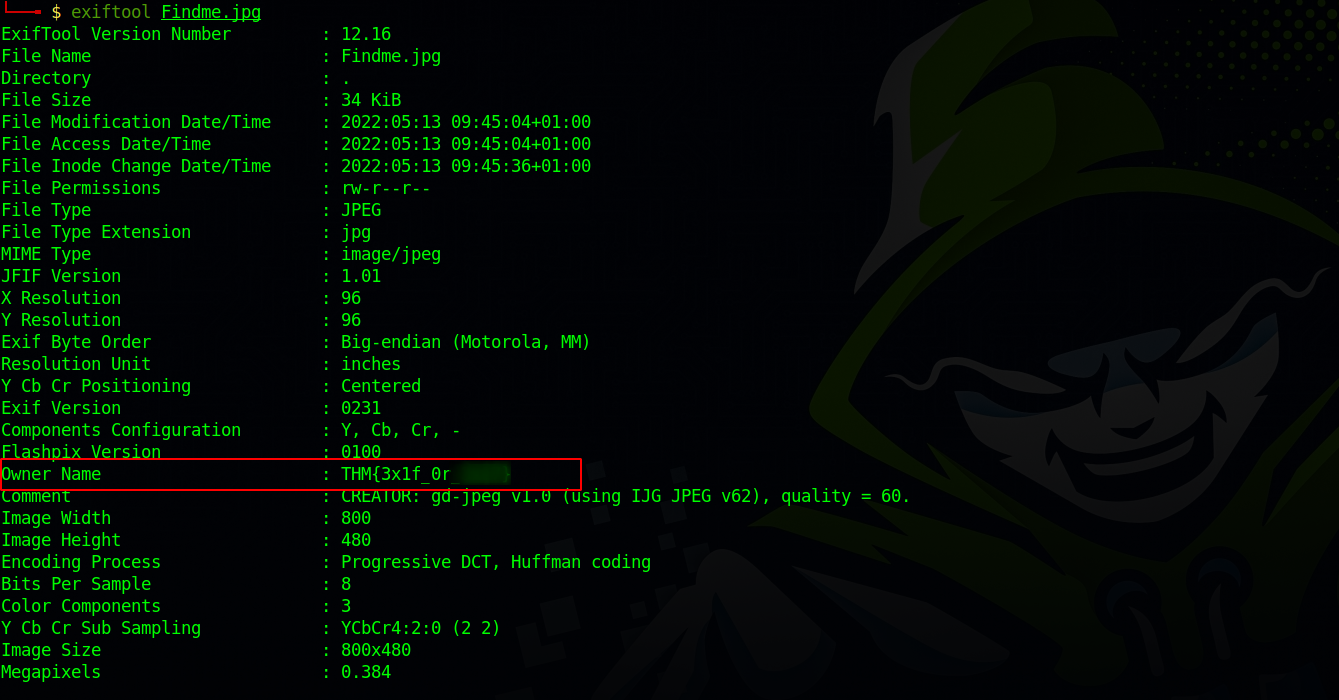 $ exiftool Findme.jpg
ExifTool Version Number : 12.16
File Name : Findme.jpg
Directory : .
File Size : 34 KiB
File Modification Date/Time : 2022:05:13 09:45:04+01:00
File Access Date/Time : 2022:05:13 09:45:04+01:00
File Inode Change Date/Time : 2022:05:13 09:45:36+01:00
File Permissions : rw-r--r--
File Type : JPEG
File Type Extension : jpg
MIME Type : image/jpeg
JFIF Version : 1.01
X Resolution : 96
Y Resolution : 96
Exif Byte Order : Big-endian (Motorola, MM)
Resolution Unit : inches
Y Cb Cr Positioning : Centered
Exif Version : 0231
Components Configuration : Y, Cb, Cr, -
Flashpix Version : 0100
Owner Name : THM{3x1f_0r_
Comment : CREATOR: gd-jpeg v1.0 (using IJG JPEG v62), quality = 60.
Image Width : 800
Image Height : 480
Encoding Process : Progressive DCT, Huffman coding
Bits Per Sample : 8
Color Components : 3
Y Cb Cr Sub Sampling : YCbCr4:2:0 (2 2)
Image Size : 800x480
Megapixels : 0.384